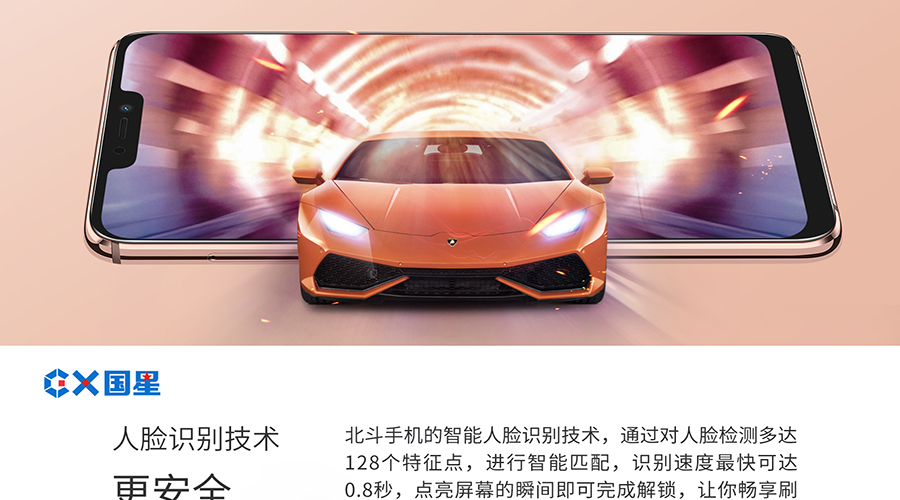 国星
人脸识别技术
更安全
北斗手机的智能人脸识别技术，通过对人脸检测多达
128个特征点，进行智能匹配，识别速度最快可达
0.8秒，点亮屏幕的瞬间即可完成解锁，让你畅享刷